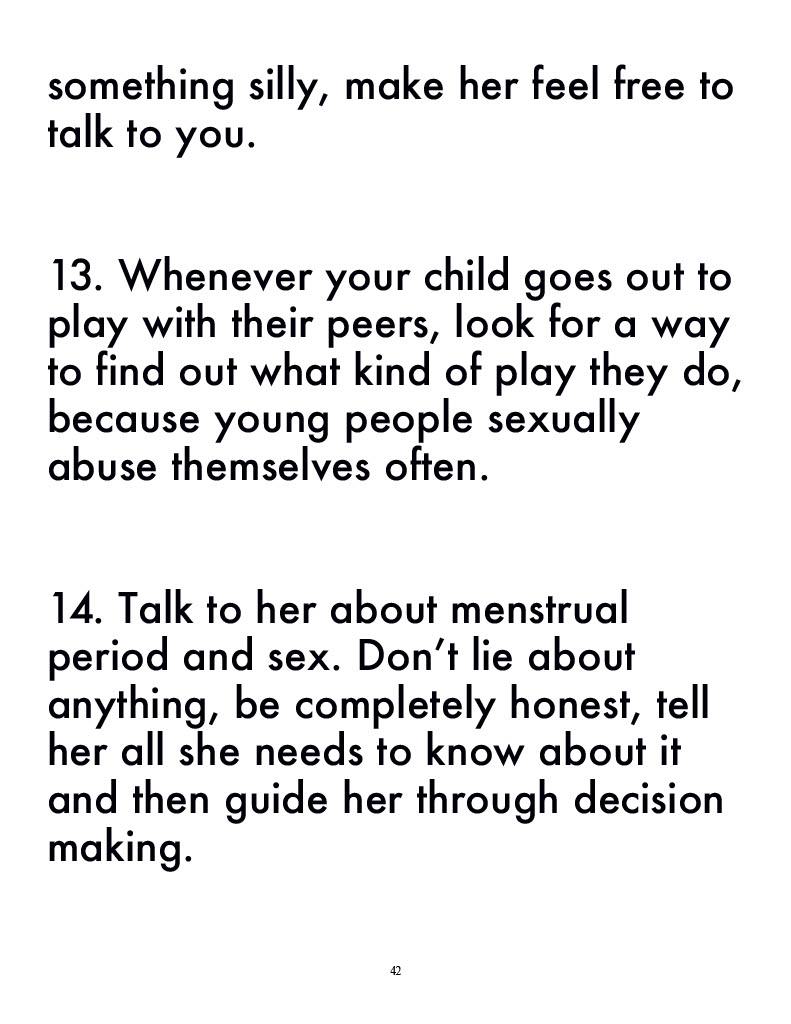 something silly, make her feel free to
talk to you.
13. Whenever your child goes out to
play with their peers, look for a way
to find out what kind of play they do,
because young people sexually
abuse themselves often.
14. Talk to her about menstrual
period and sex. Don’t lie about
anything, be completely honest, tell
her all she needs to know about it
and then guide her through decision
making.
42